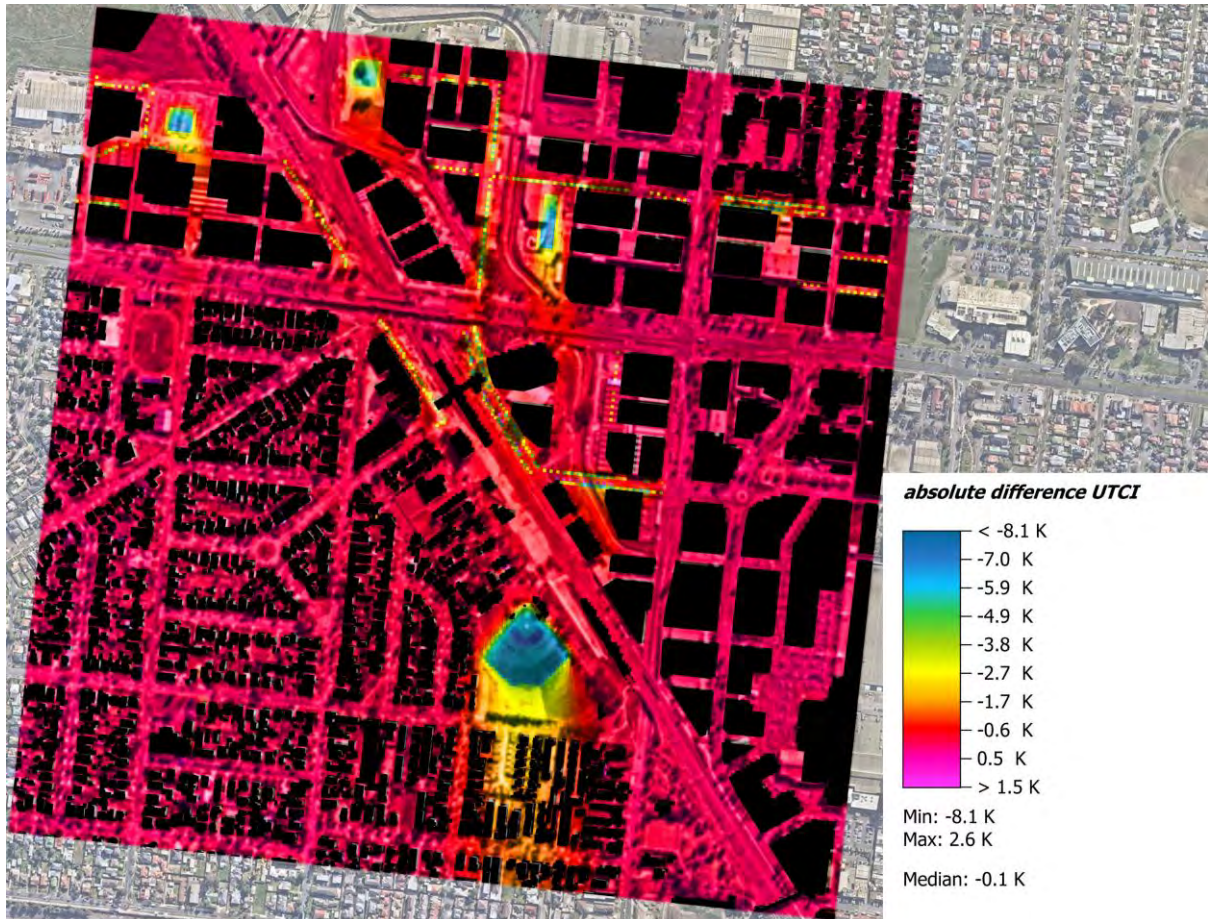 absolute difference UTCI
< -8.1 K
-7.0 K
-5.9 K
-4.9 K
-3.8 K
-2.7 K
-1.7 K
-0.6 K
0.5 K
> 1.5 K
Min: -8.1 K
Max: 2.6 K
Median: -0.1 K